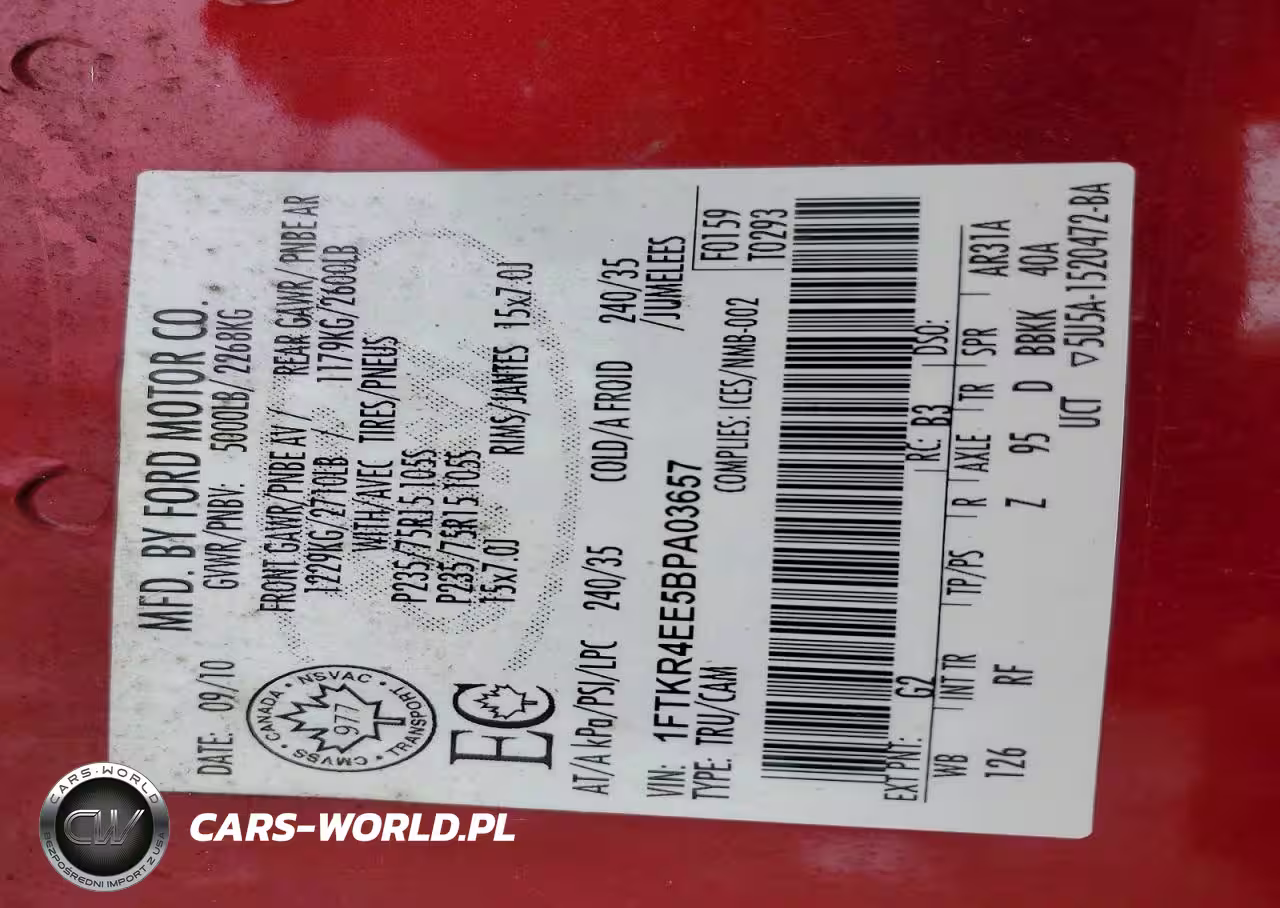 MFD. BY FORD MOTOR CO.
DATE: 09/10 GVWR/PNBV: 5000LB/2268KG
FRONT GAWR/PNBE AV / REAR GAWR/PNBE AR
1229KG/2710LB / 1179KG/2600LB
WITH/AVEC TIRES/PNEUS
P235/75R15 105S
P235/75R15 105S
15x7.0J RIMS/JANTES 15x7.0J
CANADA • NSVAC • TRANSPORT • CMVSS •
977
EC
AT/A kPa/PSI/LPC 240/35 COLD/A FROID 240/35
/JUMELEES
VIN: 1FTKR4EE5BPA03657
TYPE: TRU/CAM COMPLIES: ICES/NMB-002
F0159
T0293
EXT PNT: G2 RC: B3 DSO:
WB INT TR TP/PS R AXLE TR SPR AR31A
126 RF Z 95 D BBKK 40A
UCT ▽5U5A-1520472-BA
CARS-WORLD
CW
BEZPOŚREDNI IMPORT Z USA
CARS-WORLD.PL